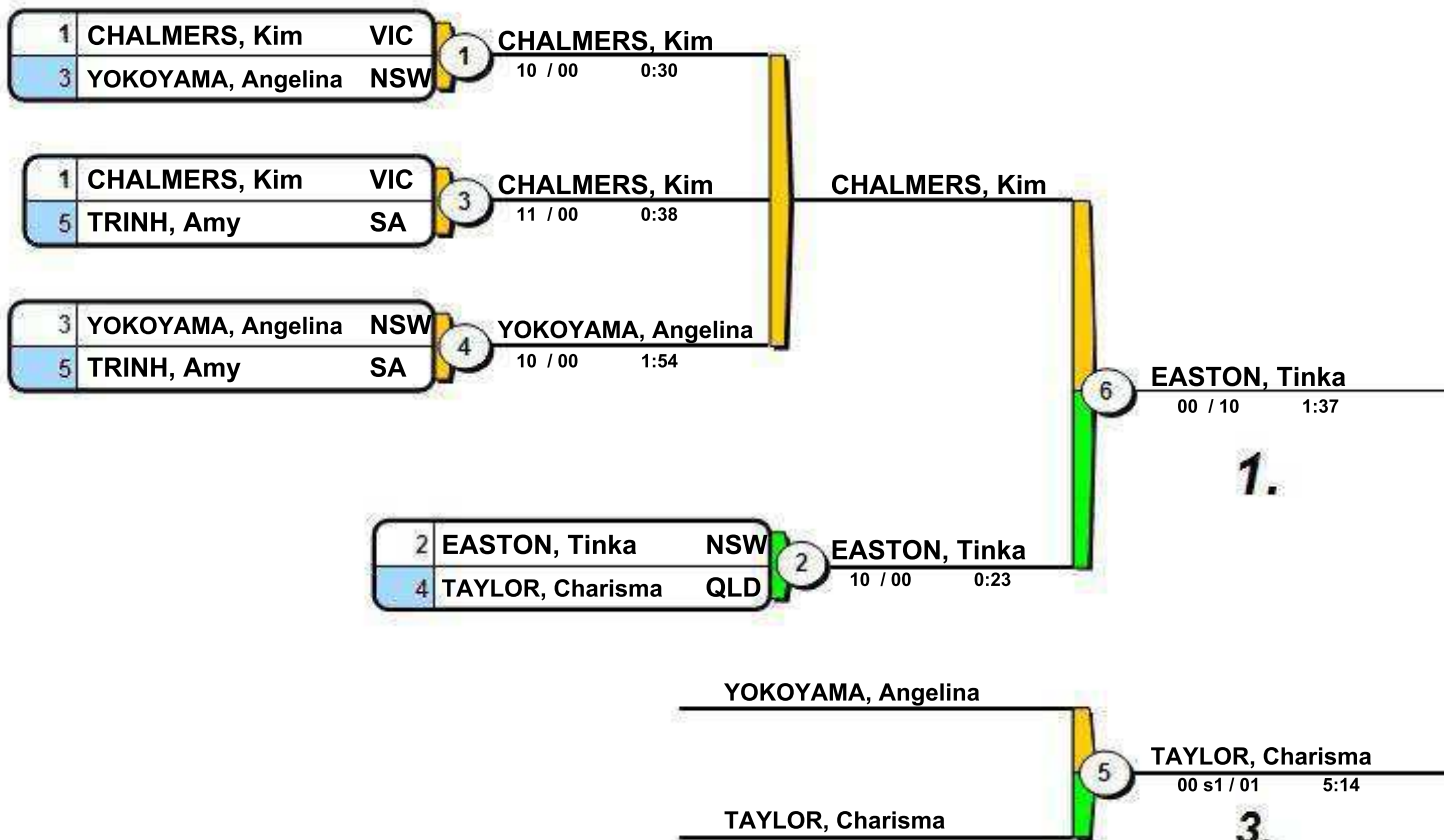 1 CHALMERS, Kim VIC
3 YOKOYAMA, Angelina NSW
1
CHALMERS, Kim
10 / 00 0:30
1 CHALMERS, Kim VIC
5 TRINH, Amy SA
3
CHALMERS, Kim
11 / 00 0:38
CHALMERS, Kim
3 YOKOYAMA, Angelina NSW
5 TRINH, Amy SA
4
YOKOYAMA, Angelina
10 / 00 1:54
6
EASTON, Tinka
00 / 10 1:37
1.
2 EASTON, Tinka NSW
4 TAYLOR, Charisma QLD
2
EASTON, Tinka
10 / 00 0:23
YOKOYAMA, Angelina
5
TAYLOR, Charisma
00 s1 / 01 5:14
TAYLOR, Charisma
3.